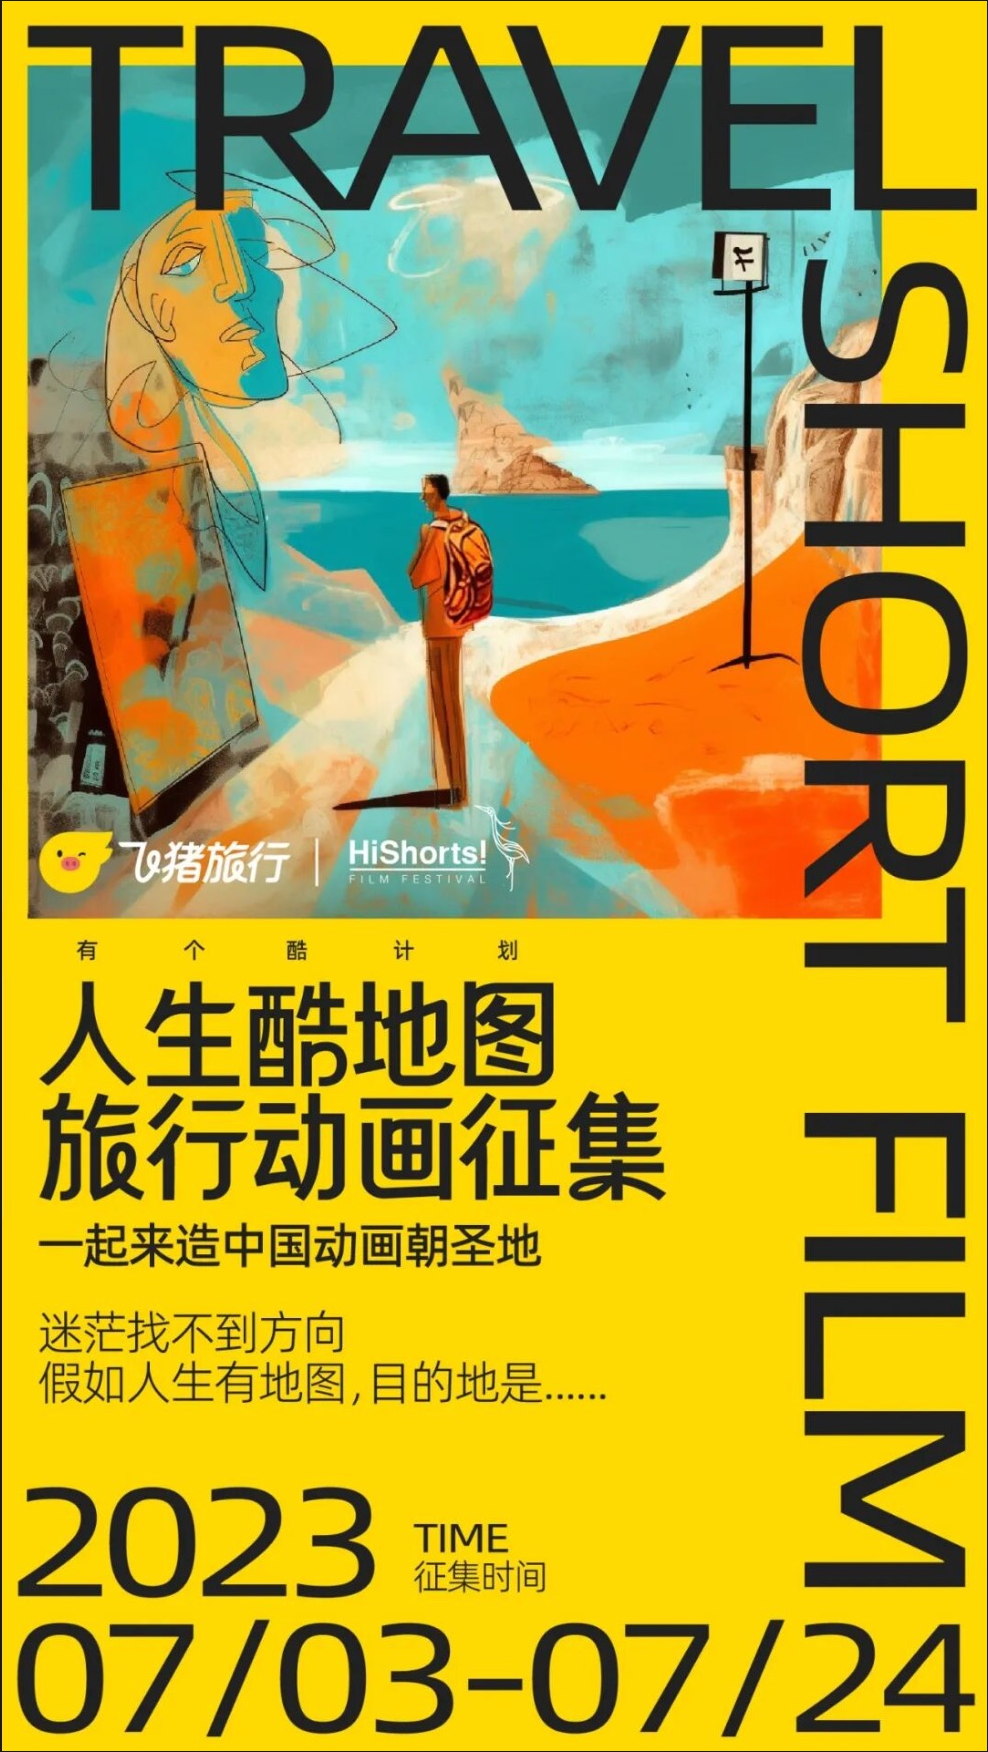 TRAVEL
SHORT FILM
飞猪旅行
HiShorts!
FILM FESTIVAL
有个酷计划
人生酷地图
旅行动画征集
一起来造中国动画朝圣地
迷茫找不到方向
假如人生有地图,目的地是……
2023
TIME
征集时间
07/03-07/24